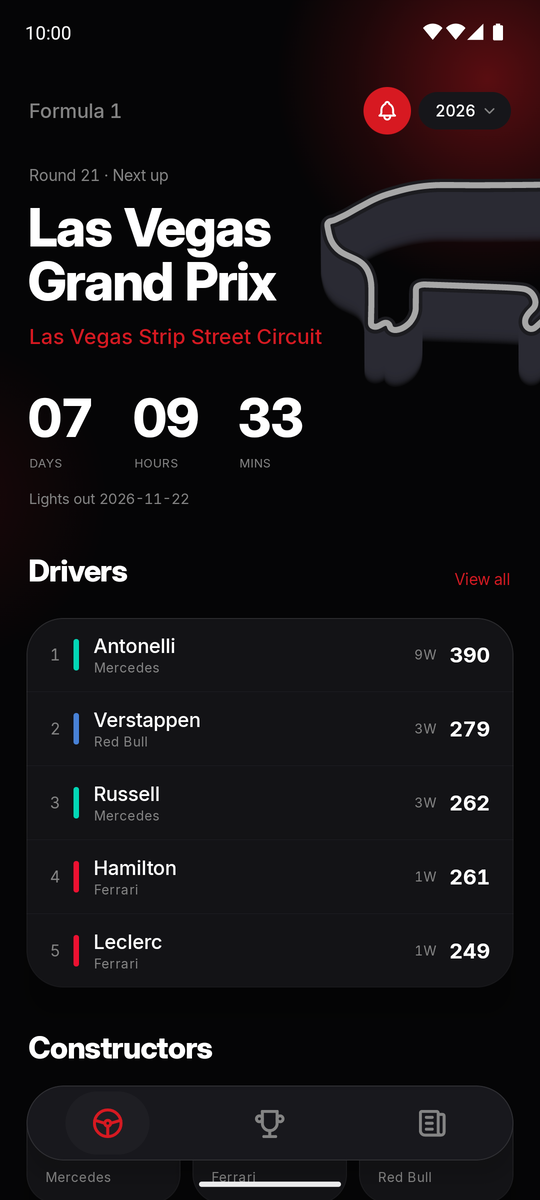 10:00
Formula 1
2026
Round 21 · Next up
Las Vegas
Grand Prix
Las Vegas Strip Street Circuit
07 09 33
DAYS HOURS MINS
Lights out 2026-11-22
Drivers
View all
1 Antonelli 9W 390
Mercedes
2 Verstappen 3W 279
Red Bull
3 Russell 3W 262
Mercedes
4 Hamilton 1W 261
Ferrari
5 Leclerc 1W 249
Ferrari
Constructors
Mercedes Ferrari Red Bull